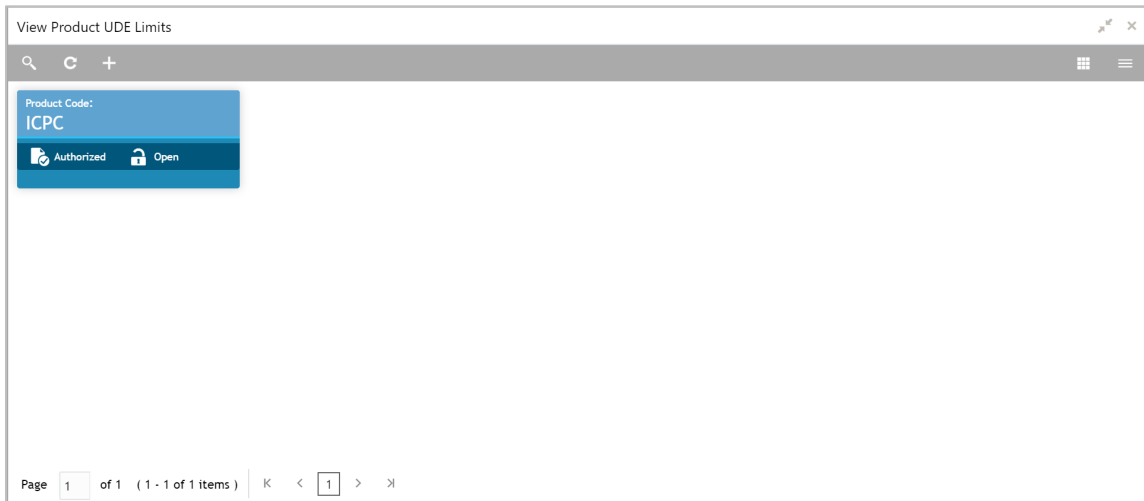 View Product UDE Limits
Product Code:
ICPC
Authorized Open
Page 1 of 1 ( 1 - 1 of 1 items ) 1